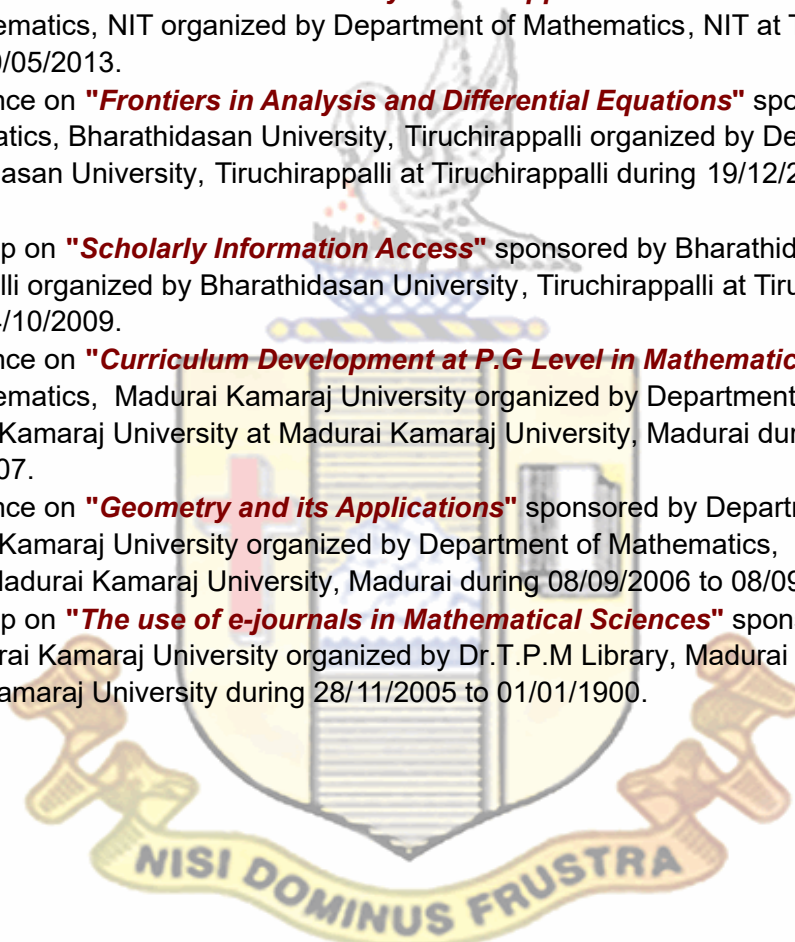 ematics, NIT organized by Department of Mathematics, NIT at T
/05/2013.
nce on "Frontiers in Analysis and Differential Equations" spo
atics, Bharathidasan University, Tiruchirappalli organized by De
asan University, Tiruchirappalli at Tiruchirappalli during 19/12/2
p on "Scholarly Information Access" sponsored by Bharathid
lli organized by Bharathidasan University, Tiruchirappalli at Tiru
/10/2009.
nce on "Curriculum Development at P.G Level in Mathematic
ematics, Madurai Kamaraj University organized by Department
Kamaraj University at Madurai Kamaraj University, Madurai du
07.
nce on "Geometry and its Applications" sponsored by Departm
Kamaraj University organized by Department of Mathematics,
Madurai Kamaraj University, Madurai during 08/09/2006 to 08/09
p on "The use of e-journals in Mathematical Sciences" spons
rai Kamaraj University organized by Dr.T.P.M Library, Madurai
amaraj University during 28/11/2005 to 01/01/1900.
NISI DOMINUS FRUSTRA